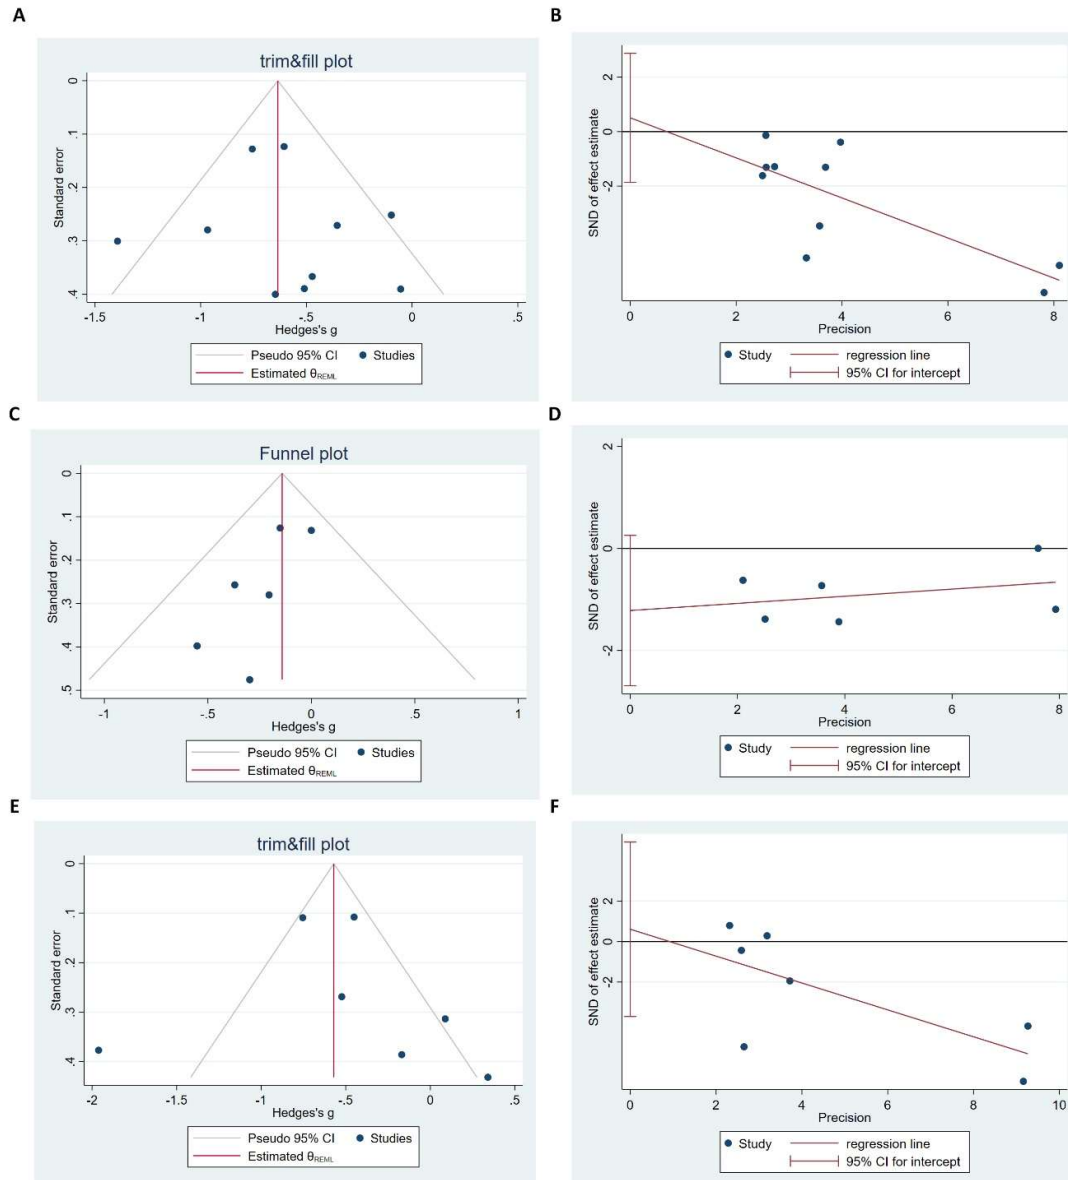 A
trim&fill plot
Standard error
0
.1
.2
.3
.4
-1.5
-1
-.5
0
.5
Hedges's g
Pseudo 95% CI
Studies
Estimated θREML
B
SND of effect estimate
2
0
-2
0
2
4
6
8
Precision
Study
regression line
95% CI for intercept
C
Funnel plot
Standard error
0
.1
.2
.3
.4
.5
-1
-.5
0
.5
1
Hedges's g
Pseudo 95% CI
Studies
Estimated θREML
D
SND of effect estimate
2
0
-2
0
2
4
6
8
Precision
Study
regression line
95% CI for intercept
E
trim&fill plot
Standard error
0
.1
.2
.3
.4
-2
-1.5
-1
-.5
0
.5
Hedges's g
Pseudo 95% CI
Studies
Estimated θREML
F
SND of effect estimate
2
0
-2
0
2
4
6
8
10
Precision
Study
regression line
95% CI for intercept